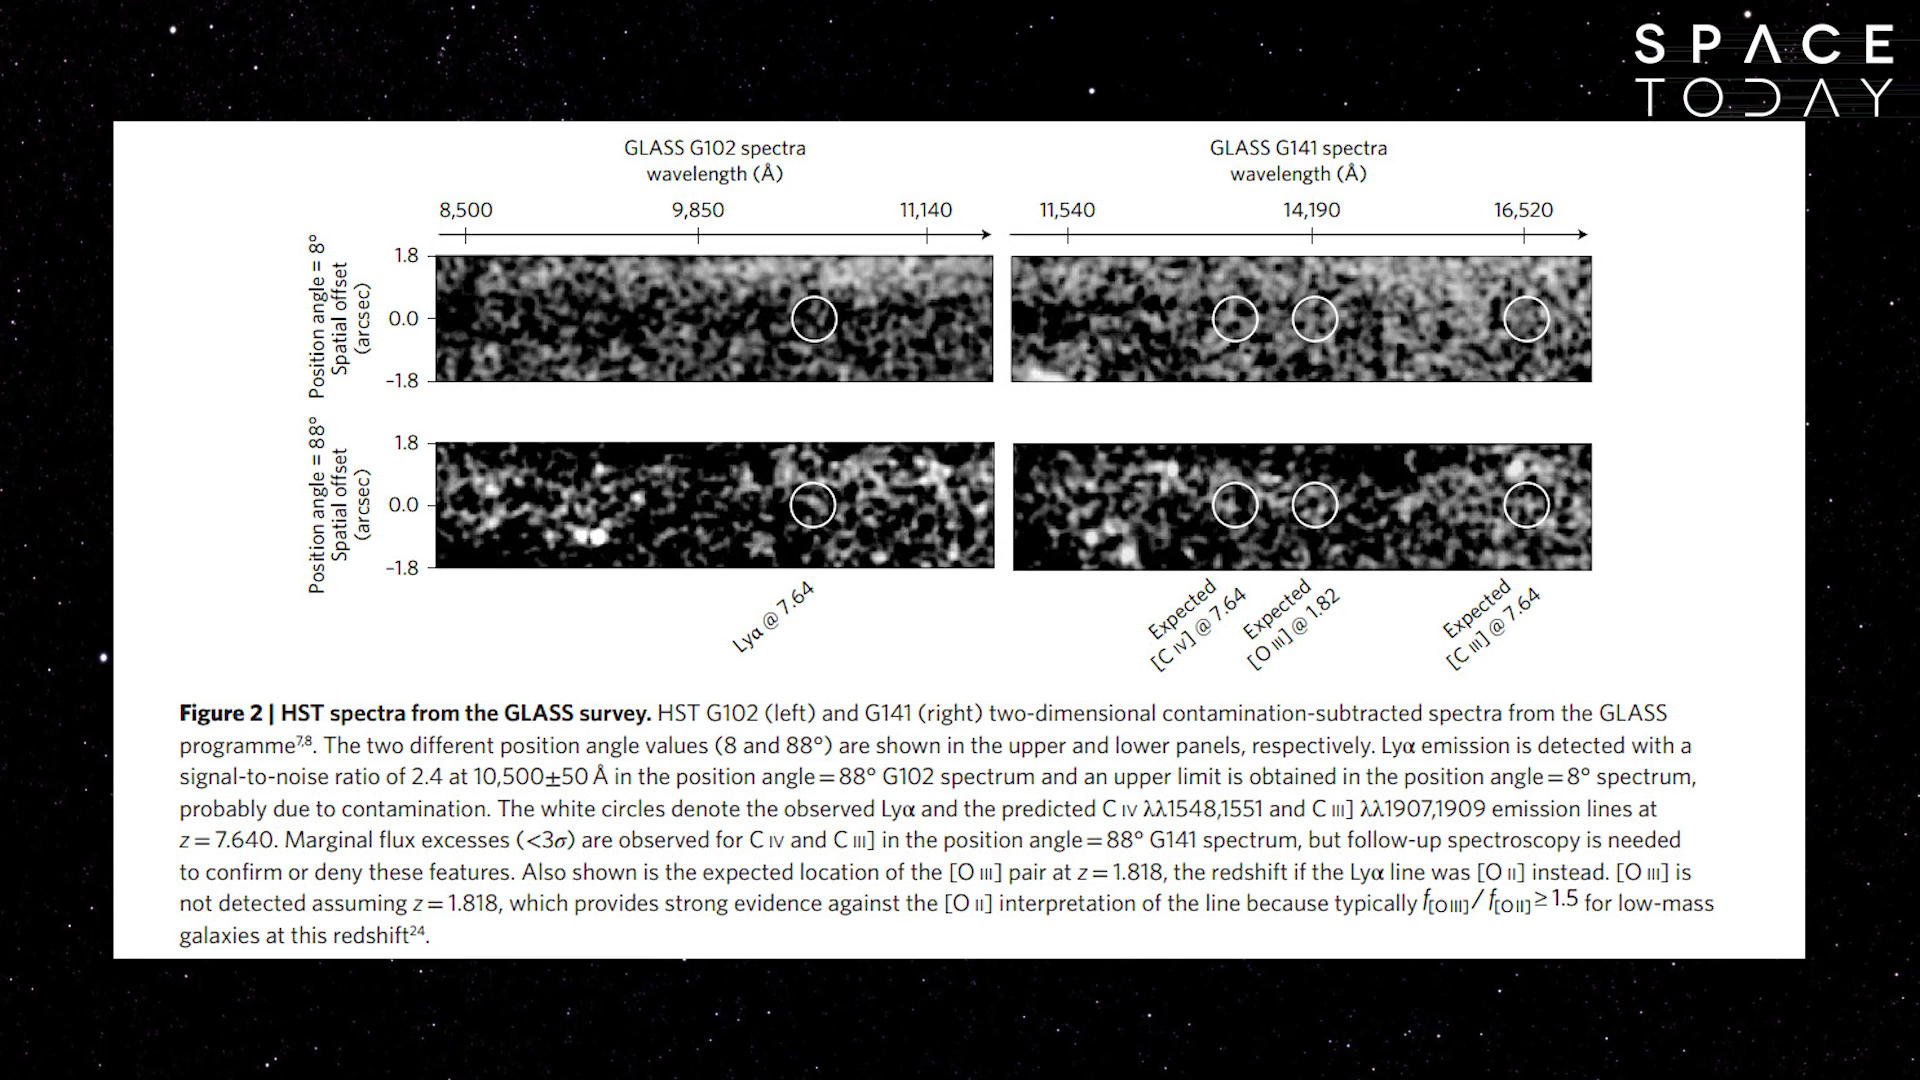 SPACE
TODAY
GLASS G102 spectra
wavelength (Å)
GLASS G141 spectra
wavelength (Å)
8,500 9,850 11,140
11,540 14,190 16,520
Position angle = 8°
Spatial offset
(arcsec)
1.8
0.0
–1.8
Position angle = 88°
Spatial offset
(arcsec)
1.8
0.0
–1.8
Lyα @ 7.64
Expected
[C IV] @ 7.64
Expected
[O III] @ 1.82
Expected
[C III] @ 7.64
Figure 2 | HST spectra from the GLASS survey. HST G102 (left) and G141 (right) two-dimensional contamination-subtracted spectra from the GLASS
programme7,8. The two different position angle values (8 and 88°) are shown in the upper and lower panels, respectively. Lyα emission is detected with a
signal-to-noise ratio of 2.4 at 10,500±50 Å in the position angle = 88° G102 spectrum and an upper limit is obtained in the position angle = 8° spectrum,
probably due to contamination. The white circles denote the observed Lyα and the predicted C IV λλ1548,1551 and C III] λλ1907,1909 emission lines at
z = 7.640. Marginal flux excesses (<3σ) are observed for C IV and C III] in the position angle = 88° G141 spectrum, but follow-up spectroscopy is needed
to confirm or deny these features. Also shown is the expected location of the [O III] pair at z = 1.818, the redshift if the Lyα line was [O II] instead. [O III] is
not detected assuming z = 1.818, which provides strong evidence against the [O II] interpretation of the line because typically f[O III]/f[O II] ≥ 1.5 for low-mass
galaxies at this redshift24.